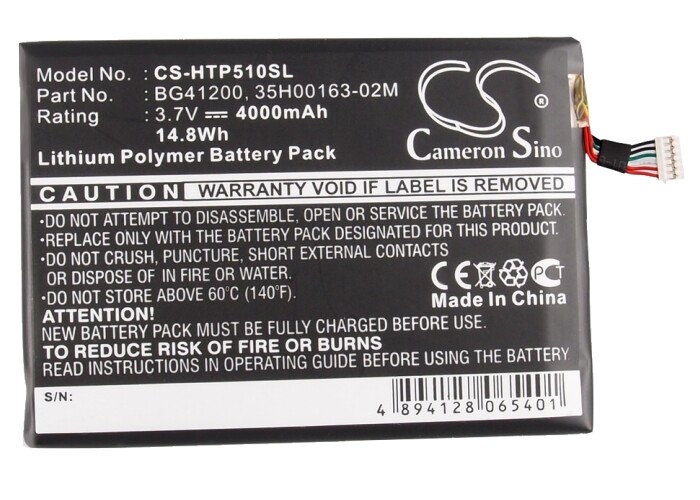 Model No. : CS-HTP510SL
Part No. : BG41200, 35H00163-02M
Rating : 3.7V ⎓ 4000mAh
14.8Wh
Lithium Polymer Battery Pack
CS
®
Cameron Sino
CAUTION WARRANTY VOID IF LABEL IS REMOVED
•DO NOT ATTEMPT TO DISASSEMBLE, OPEN OR SERVICE THE BATTERY PACK.
•REPLACE ONLY WITH THE BATTERY PACK DESIGNATED FOR THIS PRODUCT.
•DO NOT CRUSH, PUNCTURE, SHORT EXTERNAL CONTACTS
OR DISPOSE OF IN FIRE OR WATER.
•DO NOT STORE ABOVE 60°C (140°F)
CE PCT
Made In China
ATTENTION!
NEW BATTERY PACK MUST BE FULLY CHARGED BEFORE USE
TO REDUCE RISK OF FIRE OR BURNS
READ INSTRUCTIONS GUIDE BEFORE USING THE BATTERY
S/N:
4 894128 065401